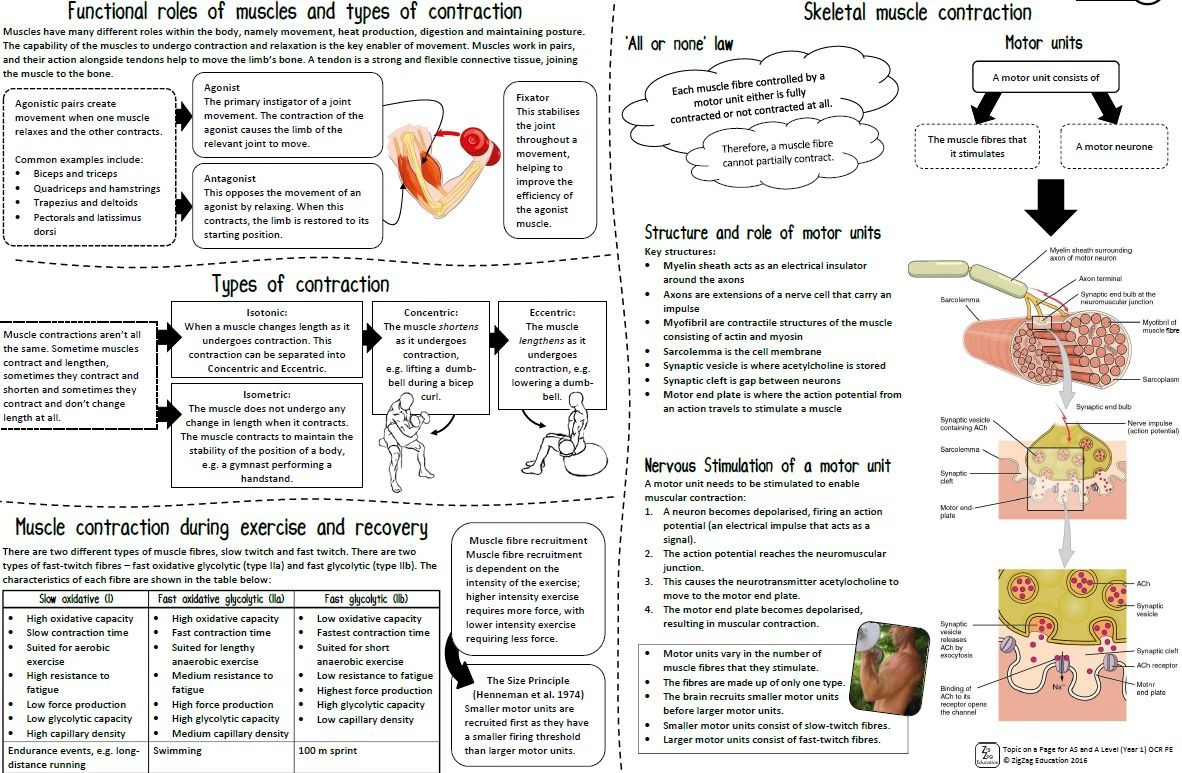 Functional roles of muscles and types of contraction
Muscles have many different roles within the body, namely movement, heat production, digestion and maintaining posture.
The capability of the muscles to undergo contraction and relaxation is the key enabler of movement. Muscles work in pairs,
and their action alongside tendons help to move the limb's bone. A tendon is a strong and flexible connective tissue, joining
the muscle to the bone.
Agonistic pairs create
movement when one muscle
relaxes and the other contracts.
Common examples include:
• Biceps and triceps
• Quadriceps and hamstrings
• Trapezius and deltoids
• Pectorals and latissimus
dorsi
Agonist
The primary instigator of a joint
movement. The contraction of the
agonist causes the limb of the
relevant joint to move.
Antagonist
This opposes the movement of an
agonist by relaxing. When this
contracts, the limb is restored to its
starting position.
Fixator
This stabilises
the joint
throughout a
movement,
helping to
improve the
efficiency of
the agonist
muscle.
Types of contraction
Muscle contractions aren't all
the same. Sometime muscles
contract and lengthen,
sometimes they contract and
shorten and sometimes they
contract and don't change
length at all.
Isotonic:
When a muscle changes length as it
undergoes contraction. This
contraction can be separated into
Concentric and Eccentric.
Isometric:
The muscle does not undergo any
change in length when it contracts.
The muscle contracts to maintain the
stability of the position of a body,
e.g. a gymnast performing a
handstand.
Concentric:
The muscle shortens
as it undergoes
contraction,
e.g. lifting a dumb-
bell during a bicep
curl.
Eccentric:
The muscle
lengthens as it
undergoes
contraction, e.g.
lowering a dumb-
bell.
Muscle contraction during exercise and recovery
There are two different types of muscle fibres, slow twitch and fast twitch. There are two
types of fast-twitch fibres – fast oxidative glycolytic (type IIa) and fast glycolytic (type IIb). The
characteristics of each fibre are shown in the table below:
Slow oxidative (I)
• High oxidative capacity
• Slow contraction time
• Suited for aerobic
exercise
• High resistance to
fatigue
• Low force production
• Low glycolytic capacity
• High capillary density
Endurance events, e.g. long-
distance running
Fast oxidative glycolytic (IIa)
• High oxidative capacity
• Fast contraction time
• Suited for lengthy
anaerobic exercise
• Medium resistance to
fatigue
• High force production
• High glycolytic capacity
• Medium capillary density
Swimming
Fast glycolytic (IIb)
• Low oxidative capacity
• Fastest contraction time
• Suited for short
anaerobic exercise
• Low resistance to fatigue
• Highest force production
• High glycolytic capacity
• Low capillary density
100 m sprint
Muscle fibre recruitment
Muscle fibre recruitment
is dependent on the
intensity of the exercise;
higher intensity exercise
requires more force, with
lower intensity exercise
requiring less force.
The Size Principle
(Henneman et al. 1974)
Smaller motor units are
recruited first as they have
a smaller firing threshold
than larger motor units.
Skeletal muscle contraction
'All or none' law
Each muscle fibre controlled by a
motor unit either is fully
contracted or not contracted at all.
Therefore, a muscle fibre
cannot partially contract.
Motor units
A motor unit consists of
The muscle fibres that
it stimulates
A motor neurone
Structure and role of motor units
Key structures:
• Myelin sheath acts as an electrical insulator
around the axons
• Axons are extensions of a nerve cell that carry an
impulse
• Myofibril are contractile structures of the muscle
consisting of actin and myosin
• Sarcolemma is the cell membrane
• Synaptic vesicle is where acetylcholine is stored
• Synaptic cleft is gap between neurons
• Motor end plate is where the action potential from
an action travels to stimulate a muscle
Nervous Stimulation of a motor unit
A motor unit needs to be stimulated to enable
muscular contraction:
1. A neuron becomes depolarised, firing an action
potential (an electrical impulse that acts as a
signal).
2. The action potential reaches the neuromuscular
junction.
3. This causes the neurotransmitter acetylocholine to
move to the motor end plate.
4. The motor end plate becomes depolarised,
resulting in muscular contraction.
• Motor units vary in the number of
muscle fibres that they stimulate.
• The fibres are made up of only one type.
• The brain recruits smaller motor units
before larger motor units.
• Smaller motor units consist of slow-twitch fibres.
• Larger motor units consist of fast-twitch fibres.
Myelin sheath surrounding
axon of motor neuron
Axon terminal
Synaptic end bulb at the
neuromuscular junction
Sarcolemma
Myofibril of
muscle fibre
Sarcoplasm
Synaptic end bulb
Synaptic vesicle
containing ACh
Nerve impulse
(action potential)
Sarcolemma
Synaptic
cleft
Motor end-
plate
ACh
Synaptic
vesicle
Synaptic
vesicle
releases
ACh by
exocytosis
Synaptic cleft
ACh receptor
Motor
end plate
Na+
Binding of
ACh to its
receptor opens
the channel
Zig
Zag
Education
Topic on a Page for AS and A Level (Year 1) OCR PE
© ZigZag Education 2016